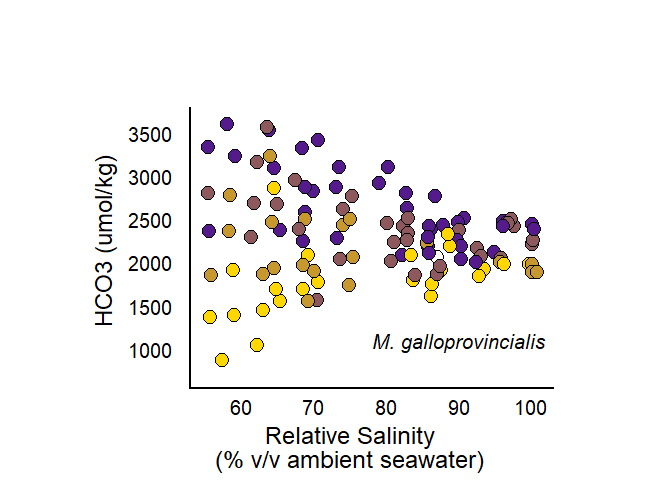 3500
3000
2500
2000
1500
1000
HCO3 (umol/kg)
M. galloprovincialis
60 70 80 90 100
Relative Salinity
(% v/v ambient seawater)